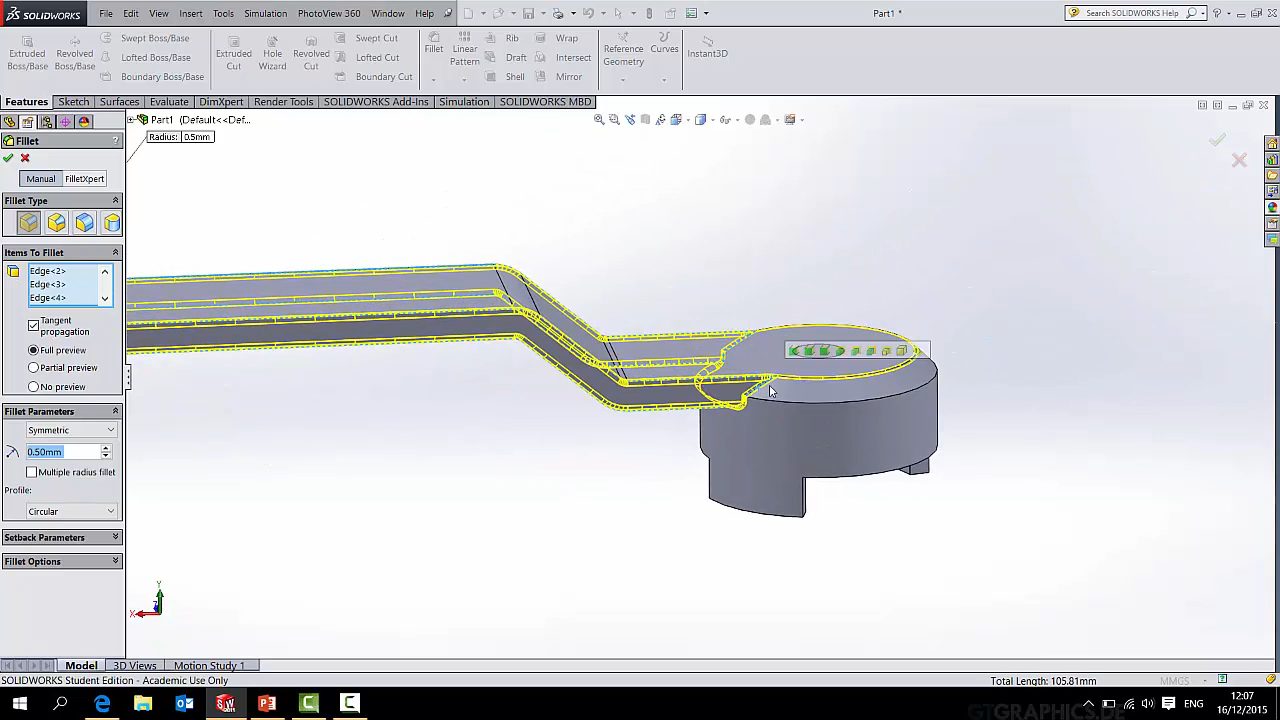 SOLIDWORKS File Edit View Insert Tools Simulation PhotoView 360 Window Help Part1 * Search SOLIDWORKS Help
Extruded Boss/Base
Revolved Boss/Base
Swept Boss/Base
Lofted Boss/Base
Boundary Boss/Base
Extruded Cut
Hole Wizard
Revolved Cut
Swept Cut
Lofted Cut
Boundary Cut
Fillet
Linear Pattern
Rib
Draft
Shell
Wrap
Intersect
Mirror
Reference Geometry
Curves
Instant3D
Features Sketch Surfaces Evaluate DimXpert Render Tools SOLIDWORKS Add-Ins Simulation SOLIDWORKS MBD
Part1 (Default<<Def...
Radius: 0.5mm
Fillet ?
Manual FilletXpert
Fillet Type
Items To Fillet
Edge<2>
Edge<3>
Edge<4>
Tangent
propagation
Full preview
Partial preview
No preview
Fillet Parameters
Symmetric
0.50mm
Multiple radius fillet
Profile:
Circular
Setback Parameters
Fillet Options
Y
X
Model 3D Views Motion Study 1
SOLIDWORKS Student Edition - Academic Use Only Total Length: 105.81mm MMGS
ENG 12:07
16/12/2015
GTGRAPHICS.DE